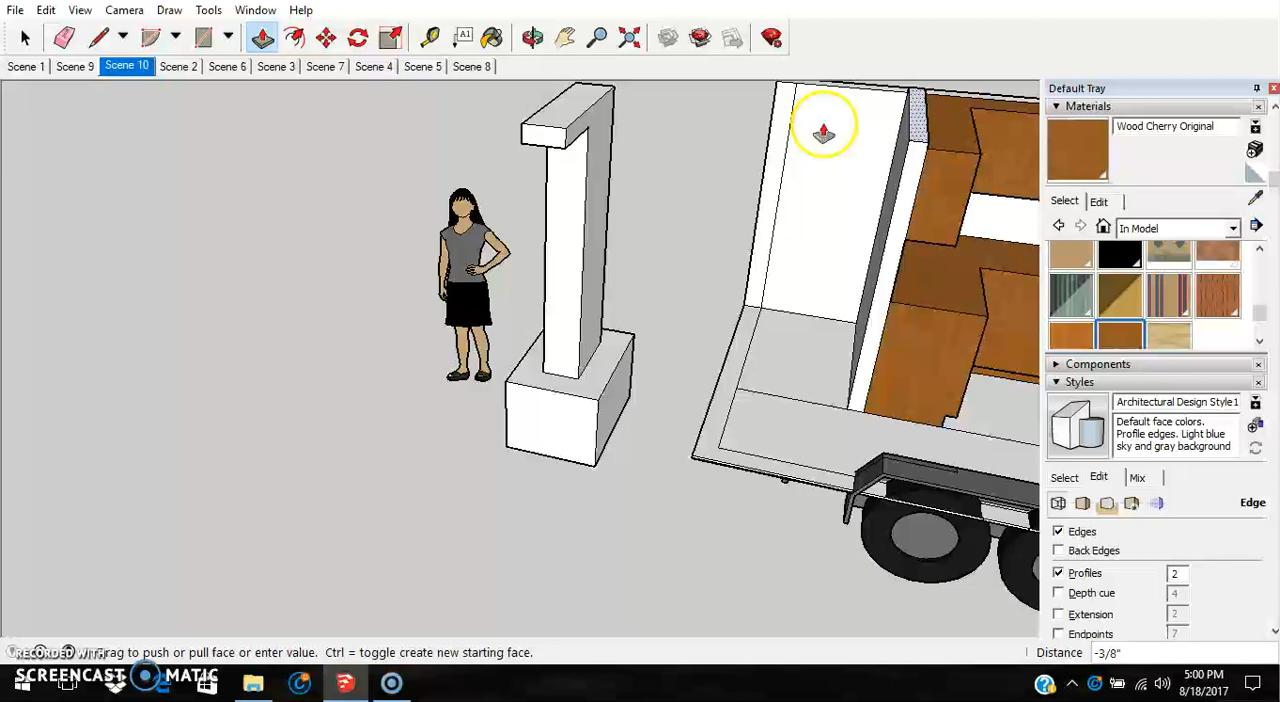 File Edit View Camera Draw Tools Window Help
A1
Scene 1 Scene 9 Scene 10 Scene 2 Scene 6 Scene 3 Scene 7 Scene 4 Scene 5 Scene 8
Default Tray
Materials
Wood Cherry Original
Select Edit
In Model
Components
Styles
Architectural Design Style1
Default face colors.
Profile edges. Light blue
sky and gray background
Select Edit Mix
Edge
Edges
Back Edges
Profiles 2
Depth cue 4
Extension 2
Endpoints 7
Drag to push or pull face or enter value. Ctrl = toggle create new starting face.
Distance -3/8"
RECORDED WITH
SCREENCAST MATIC
5:00 PM
8/18/2017